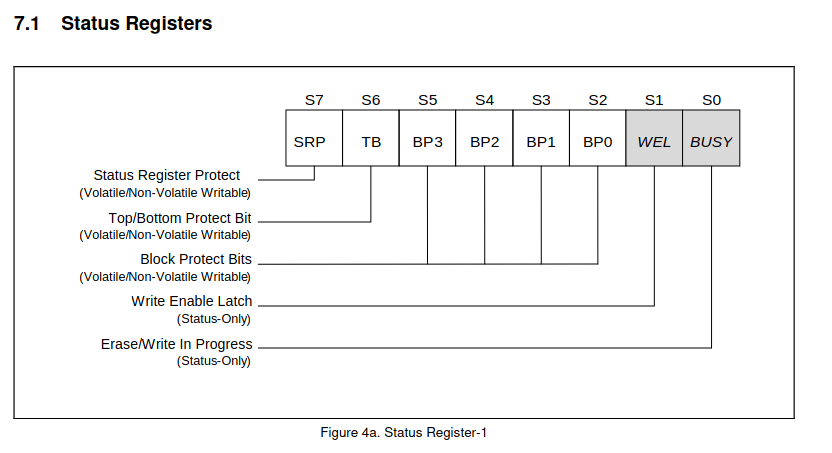 7.1 Status Registers
S7 S6 S5 S4 S3 S2 S1 S0
SRP TB BP3 BP2 BP1 BP0 WEL BUSY
Status Register Protect
(Volatile/Non-Volatile Writable)
Top/Bottom Protect Bit
(Volatile/Non-Volatile Writable)
Block Protect Bits
(Volatile/Non-Volatile Writable)
Write Enable Latch
(Status-Only)
Erase/Write In Progress
(Status-Only)
Figure 4a. Status Register-1